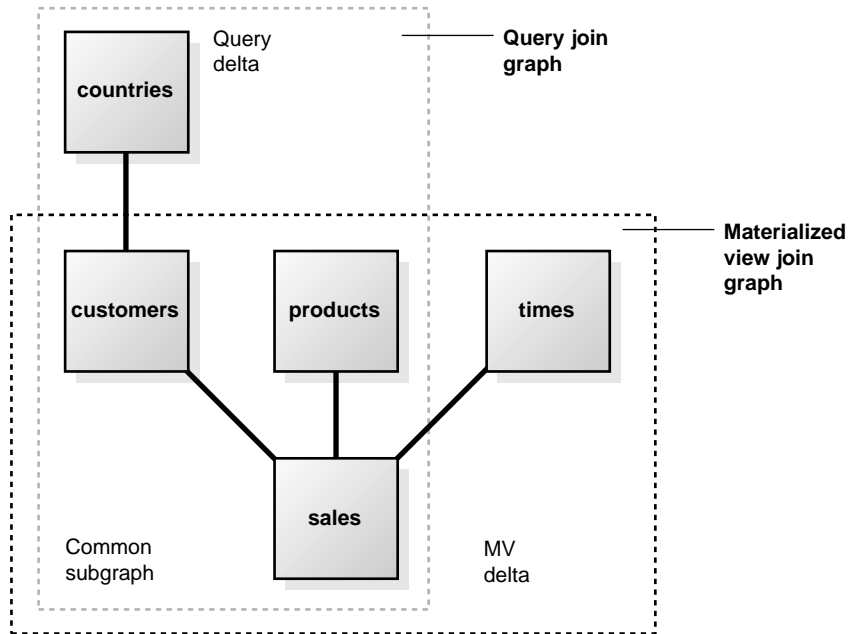 Query
delta
Query join
graph
countries
Materialized
view join
graph
customers
products
times
sales
Common
subgraph
MV
delta